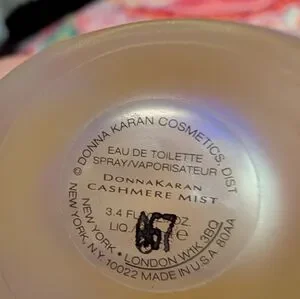 © DONNA KARAN COSMETICS, DIST
EAU DE TOILETTE
SPRAY/VAPORISATEUR
DONNAKARAN
CASHMERE MIST
3.4 FL OZ.
LIQ. e
NEW YORK • LONDON W1K 3BQ
NEW YORK, N.Y. 10022 MADE IN U.S.A. 80AA